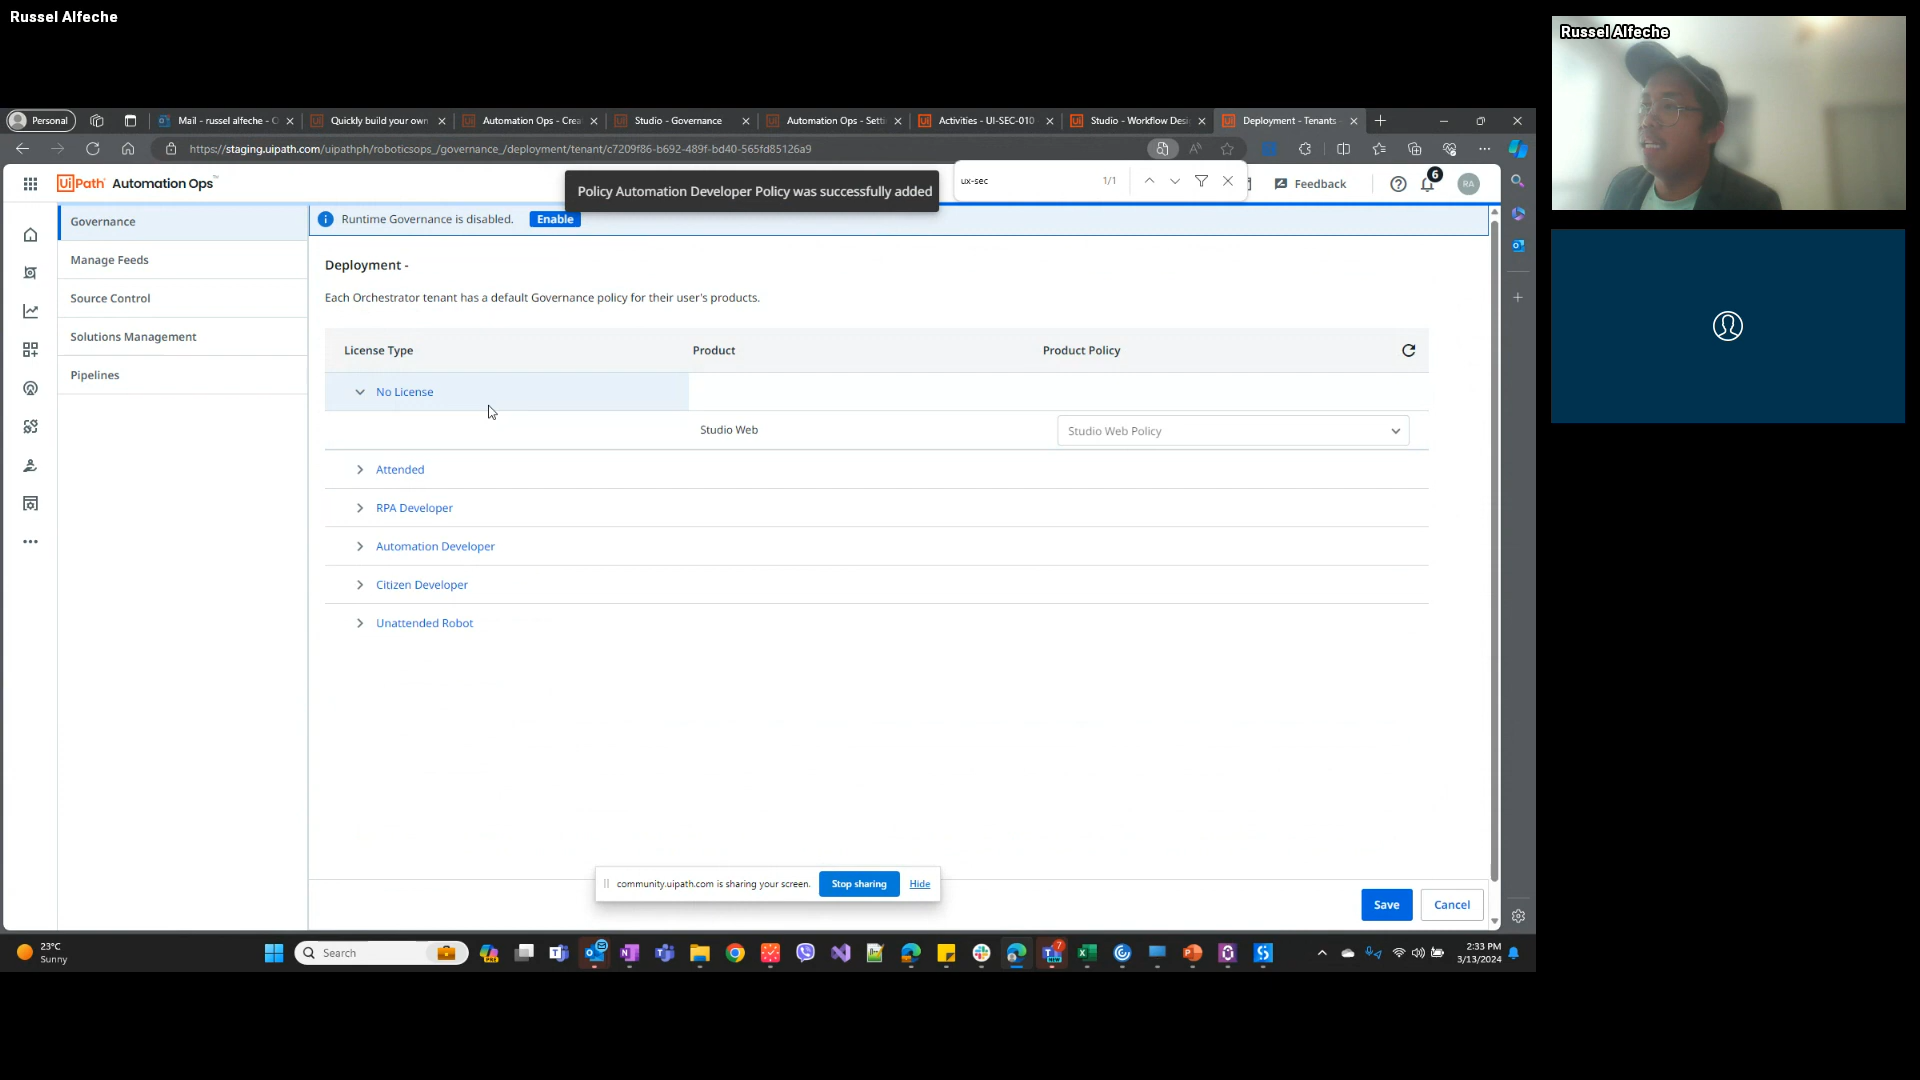 Russel Alfeche
Russel Alfeche
Personal
Mail - russel alfeche - O
Quickly build your own
Automation Ops - Crea
Studio - Governance
Automation Ops - Setti
Activities - UI-SEC-010
Studio - Workflow Desi
Deployment - Tenants
https://staging.uipath.com/uipathph/roboticsops_/governance_/deployment/tenant/c7209f86-b692-489f-bd40-565fd85126a9
ux-sec
1/1
UiPath Automation Ops™
Policy Automation Developer Policy was successfully added
Feedback
6
RA
Governance
Manage Feeds
Source Control
Solutions Management
Pipelines
Runtime Governance is disabled.
Enable
Deployment -
Each Orchestrator tenant has a default Governance policy for their user's products.
License Type
Product
Product Policy
No License
Studio Web
Studio Web Policy
Attended
RPA Developer
Automation Developer
Citizen Developer
Unattended Robot
community.uipath.com is sharing your screen.
Stop sharing
Hide
Save
Cancel
23°C
Sunny
Search
7
2:33 PM
3/13/2024